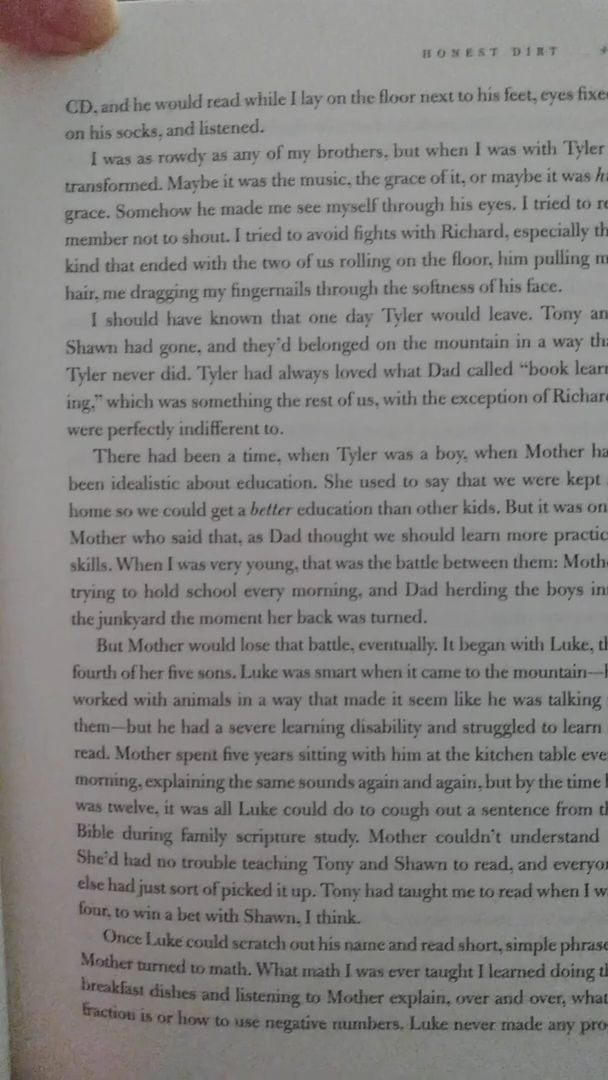 HONEST DIRT
CD, and he would read while I lay on the floor next to his feet, eyes fixe
on his socks, and listened.
I was as rowdy as any of my brothers, but when I was with Tyler
transformed. Maybe it was the music, the grace of it, or maybe it was h
grace. Somehow he made me see myself through his eyes. I tried to re
member not to shout. I tried to avoid fights with Richard, especially th
kind that ended with the two of us rolling on the floor, him pulling m
hair, me dragging my fingernails through the softness of his face.
I should have known that one day Tyler would leave. Tony an
Shawn had gone, and they'd belonged on the mountain in a way tha
Tyler never did. Tyler had always loved what Dad called “book learn
ing,” which was something the rest of us, with the exception of Richar
were perfectly indifferent to.
There had been a time, when Tyler was a boy, when Mother ha
been idealistic about education. She used to say that we were kept
home so we could get a better education than other kids. But it was on
Mother who said that, as Dad thought we should learn more practic
skills. When I was very young, that was the battle between them: Moth
trying to hold school every morning, and Dad herding the boys in
the junkyard the moment her back was turned.
But Mother would lose that battle, eventually. It began with Luke, th
fourth of her five sons. Luke was smart when it came to the mountain—h
worked with animals in a way that made it seem like he was talking
them—but he had a severe learning disability and struggled to learn
read. Mother spent five years sitting with him at the kitchen table eve
morning, explaining the same sounds again and again, but by the time h
was twelve, it was all Luke could do to cough out a sentence from th
Bible during family scripture study. Mother couldn't understand
She'd had no trouble teaching Tony and Shawn to read, and everyo
else had just sort of picked it up. Tony had taught me to read when I w
four, to win a bet with Shawn, I think.
Once Luke could scratch out his name and read short, simple phrase
Mother turned to math. What math I was ever taught I learned doing th
breakfast dishes and listening to Mother explain, over and over, what
fraction is or how to use negative numbers. Luke never made any pro